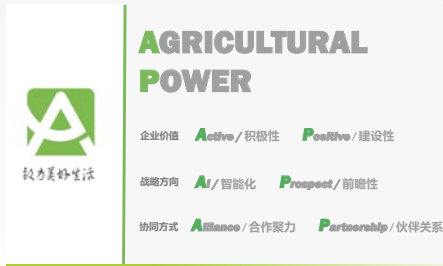 AGRICULTURAL
POWER
致力美好生活
企业价值 Active/积极性 Positive/建设性
战略方向 AI/智能化 Prospect/前瞻性
协同方式 Alliance/合作聚力 Partnership/伙伴关系